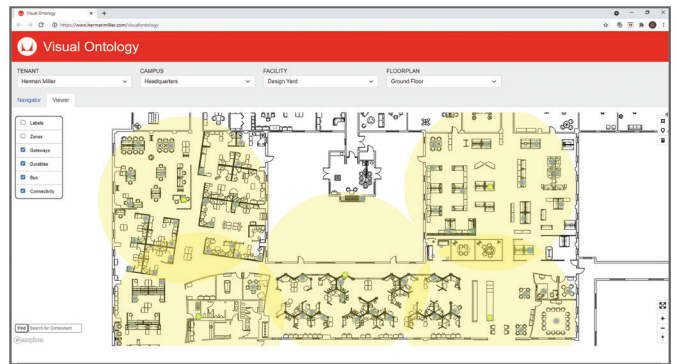 Visual Ontology
https://www.hermanmiller.com/visualontology
Visual Ontology
TENANT CAMPUS FACILITY FLOORPLAN
Herman Miller Headquarters Design Yard Ground Floor
Navigator Viewer
Labels
Zones
Gateways
Durables
Bus
Connectivity
Find Search for Component
mapbox